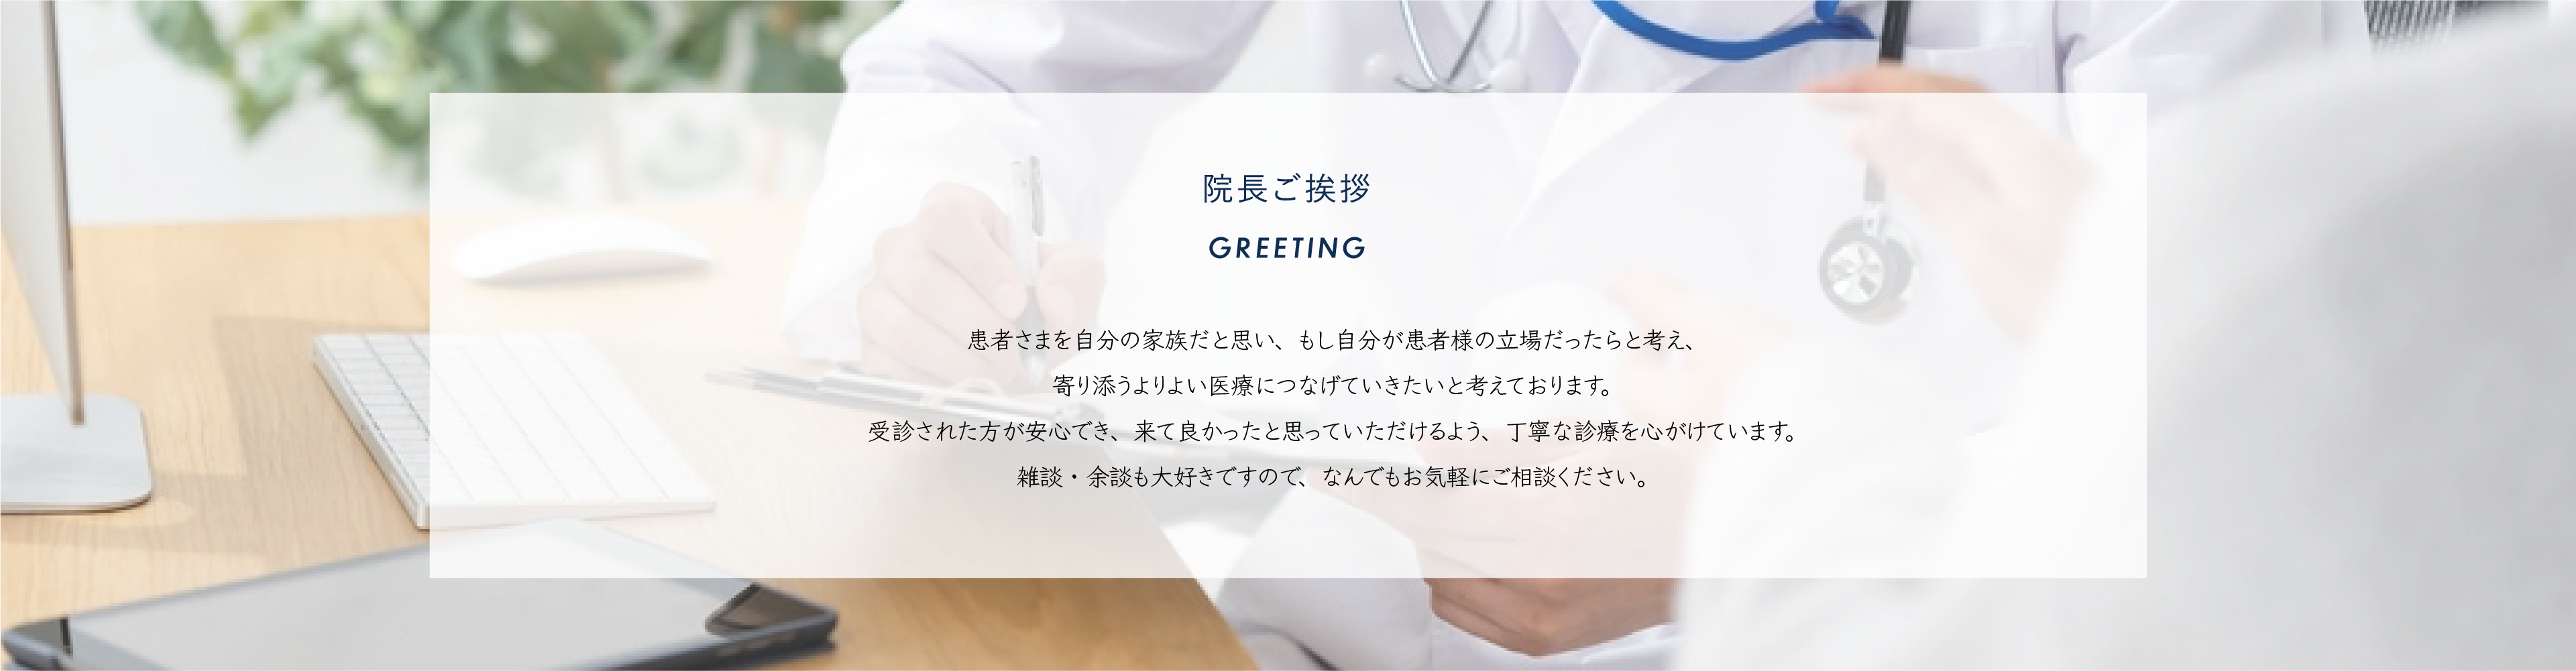 院長ご挨拶
GREETING
患者さまを自分の家族だと思い、もし自分が患者様の立場だったらと考え、
寄り添うよりよい医療につなげていきたいと考えております。
受診された方が安心でき、来て良かったと思っていただけるよう、丁寧な診療を心がけています。
雑談・余談も大好きですので、なんでもお気軽にご相談ください。